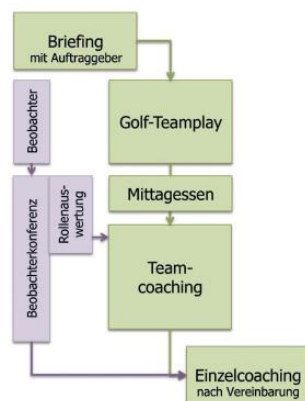 Briefing
mit Auftraggeber
Beobachter
Golf-Teamplay
Mittagessen
Beobachterkonferenz
Rollenaus-
wertung
Team-
coaching
Einzelcoaching
nach Vereinbarung